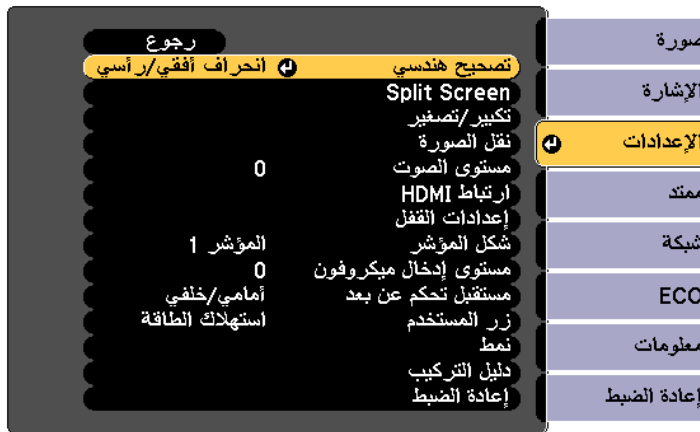 رجوع
تصحيح هندسي انحراف أفقي/رأسي
Split Screen
تكبير/تصغير
نقل الصورة
مستوى الصوت 0
ارتباط HDMI
إعدادات القفل
شكل المؤشر المؤشر 1
مستوى إدخال ميكروفون 0
مستقبل تحكم عن بعد أمامي/خلفي
زر المستخدم استهلاك الطاقة
نمط
دليل التركيب
إعادة الضبط
صورة
الإشارة
الإعدادات
ممتد
شبكة
ECO
معلومات
إعادة الضبط